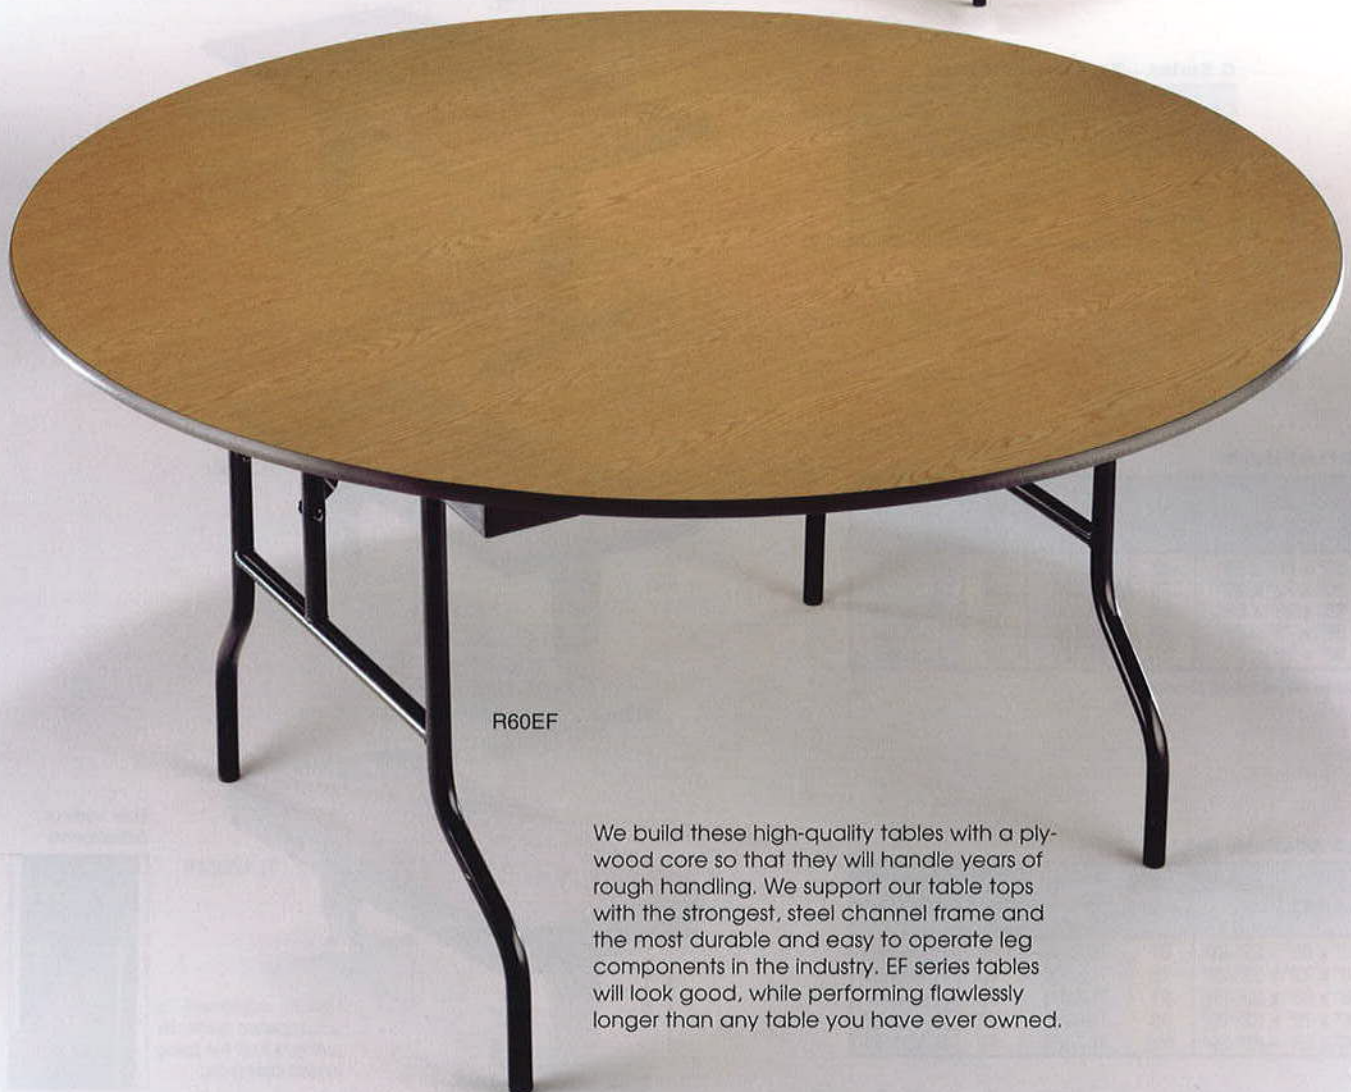 R60EF
We build these high-quality tables with a ply-
wood core so that they will handle years of
rough handling. We support our table tops
with the strongest, steel channel frame and
the most durable and easy to operate leg
components in the industry. EF series tables
will look good, while performing flawlessly
longer than any table you have ever owned.